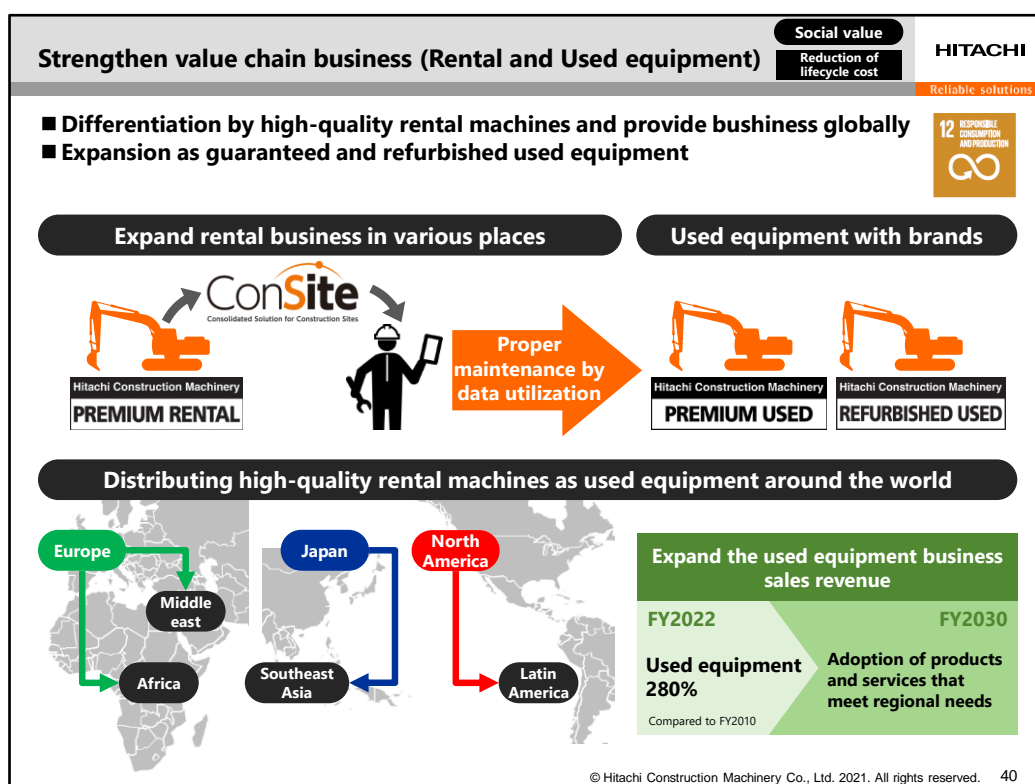 Strengthen value chain business (Rental and Used equipment)
Social value
Reduction of
lifecycle cost
HITACHI
Reliable solutions
■ Differentiation by high-quality rental machines and provide bushiness globally
■ Expansion as guaranteed and refurbished used equipment
12 RESPONSIBLE
CONSUMPTION
AND PRODUCTION
Expand rental business in various places
Used equipment with brands
ConSite
Consolidated Solution for Construction Sites
Hitachi Construction Machinery
PREMIUM RENTAL
Proper
maintenance by
data utilization
Hitachi Construction Machinery
PREMIUM USED
Hitachi Construction Machinery
REFURBISHED USED
Distributing high-quality rental machines as used equipment around the world
Europe
Middle
east
Africa
Japan
Southeast
Asia
North
America
Latin
America
Expand the used equipment business
sales revenue
FY2022
FY2030
Used equipment
280%
Compared to FY2010
Adoption of products
and services that
meet regional needs
© Hitachi Construction Machinery Co., Ltd. 2021. All rights reserved. 40